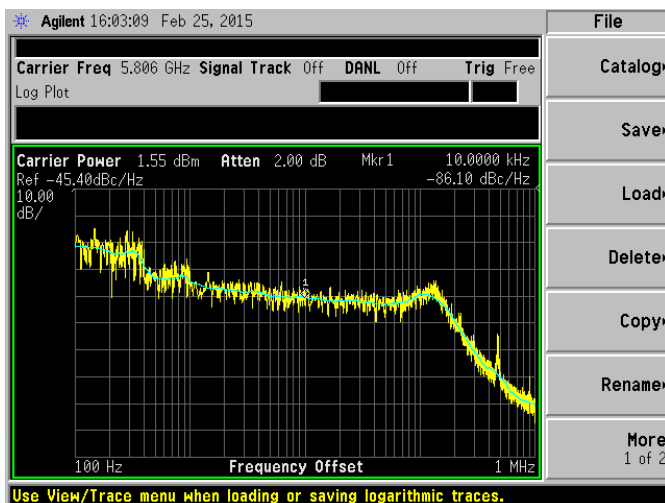 Agilent 16:03:09 Feb 25, 2015
File
Carrier Freq 5.806 GHz Signal Track Off DANL Off Trig Free
Log Plot
Carrier Power 1.55 dBm Atten 2.00 dB Mkr1 10.0000 kHz
Ref -45.40dBc/Hz -86.10 dBc/Hz
10.00
dB/
1
100 Hz Frequency Offset 1 MHz
Use View/Trace menu when loading or saving logarithmic traces.
Catalog
Save
Load
Delete
Copy
Rename
More
1 of 2